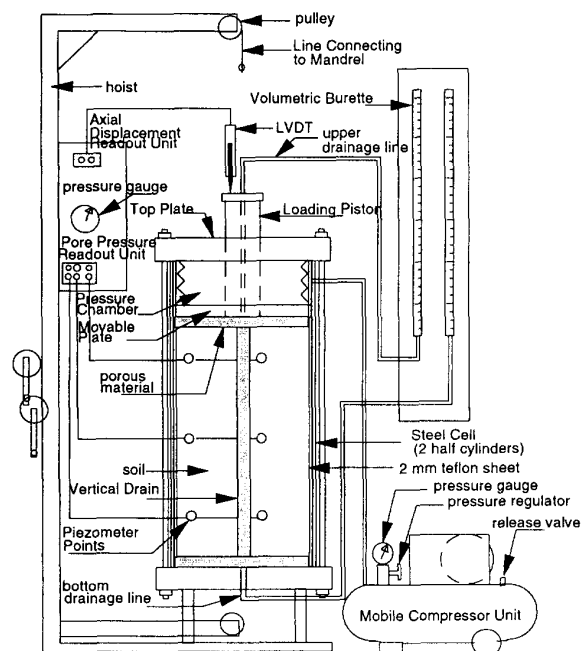 pulley
Line Connecting
to Mandrel
hoist
Volumetric Burette
Axial
Displacement
Readout Unit
LVDT
upper
drainage line
pressure gauge
Top Plate
Loading Piston
Pore Pressure
Readout Unit
Pressure
Chamber
Movable
Plate
porous
material
Steel Cell
(2 half cylinders)
soil
2 mm teflon sheet
Vertical Drain
pressure gauge
pressure regulator
Piezometer
Points
release valve
bottom
drainage line
Mobile Compressor Unit